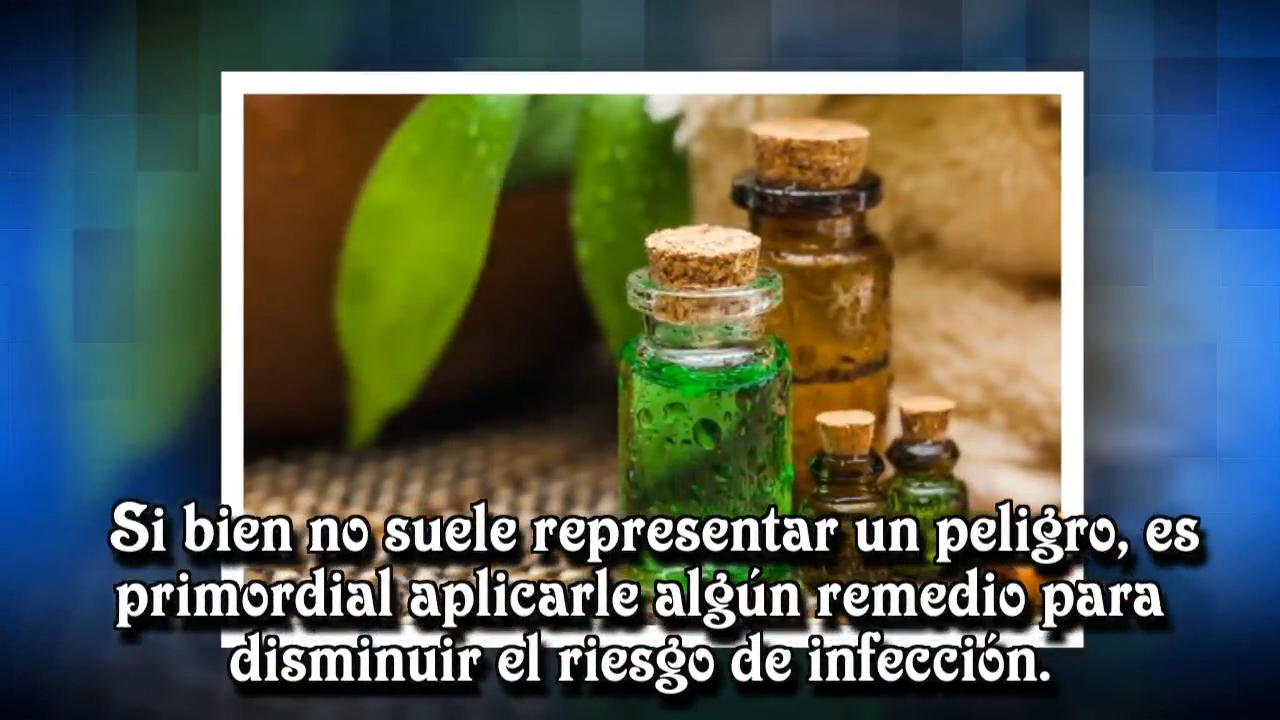 Si bien no suele representar un peligro, es
primordial aplicarle algún remedio para
disminuir el riesgo de infección.